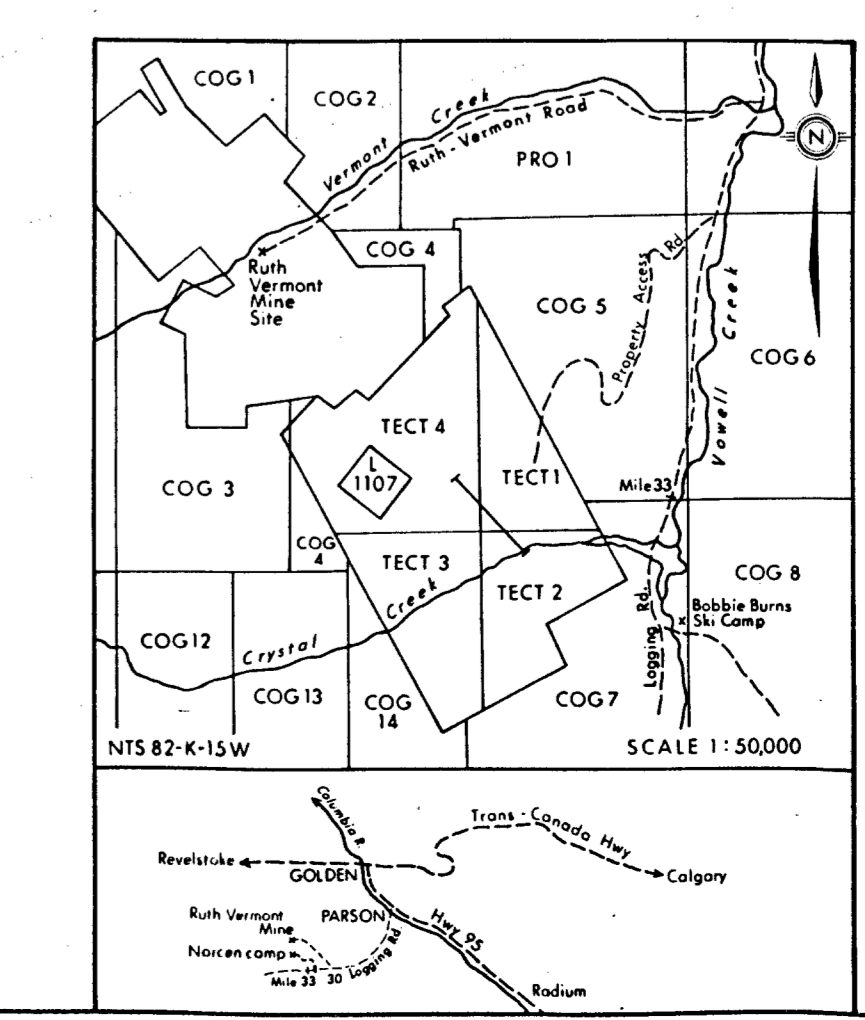 COG 1
COG 2
Vermont Creek
Ruth-Vermont Road
N
PRO 1
Ruth
Vermont
Mine
Site
COG 4
COG 5
Property Access Rd.
COG 6
Vowell Creek
TECT 4
L
1107
TECT 1
COG 3
Mile 33
COG
4
TECT 3
TECT 2
COG 8
Crystal Creek
Logging Rd.
Bobbie Burns
Ski Camp
COG 12
COG 13
COG
14
COG 7
NTS 82-K-15W
SCALE 1:50,000
Columbia R.
Trans-Canada Hwy
Revelstoke
GOLDEN
Calgary
Ruth Vermont
Mine
PARSON
Hwy 95
Norcen camp
Logging Rd.
Mile 33
30
Radium